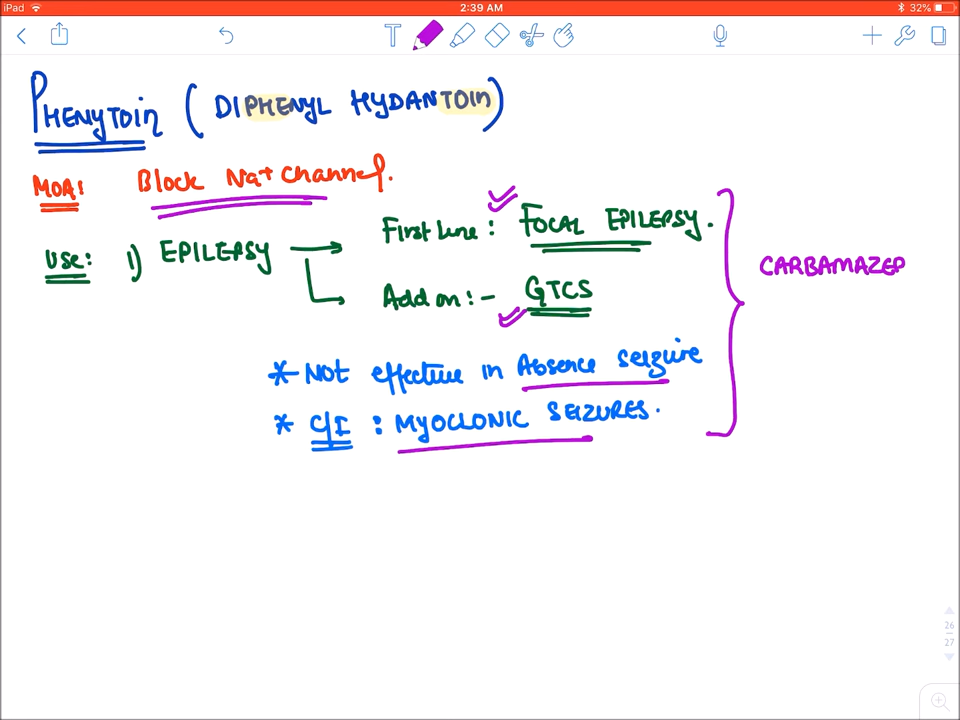 iPad 2:39 AM 32%
PHENYTOIN ( DIPHENYL HYDANTOIN)
MOA: Block Na+ Channel.
First Line : FOCAL EPILEPSY.
USE: 1) EPILEPSY
CARBAMAZEP
Add on :- GTCS
* NOT effective in Absence Seizure
* C/I : MYOCLONIC SEIZURES.
26
27